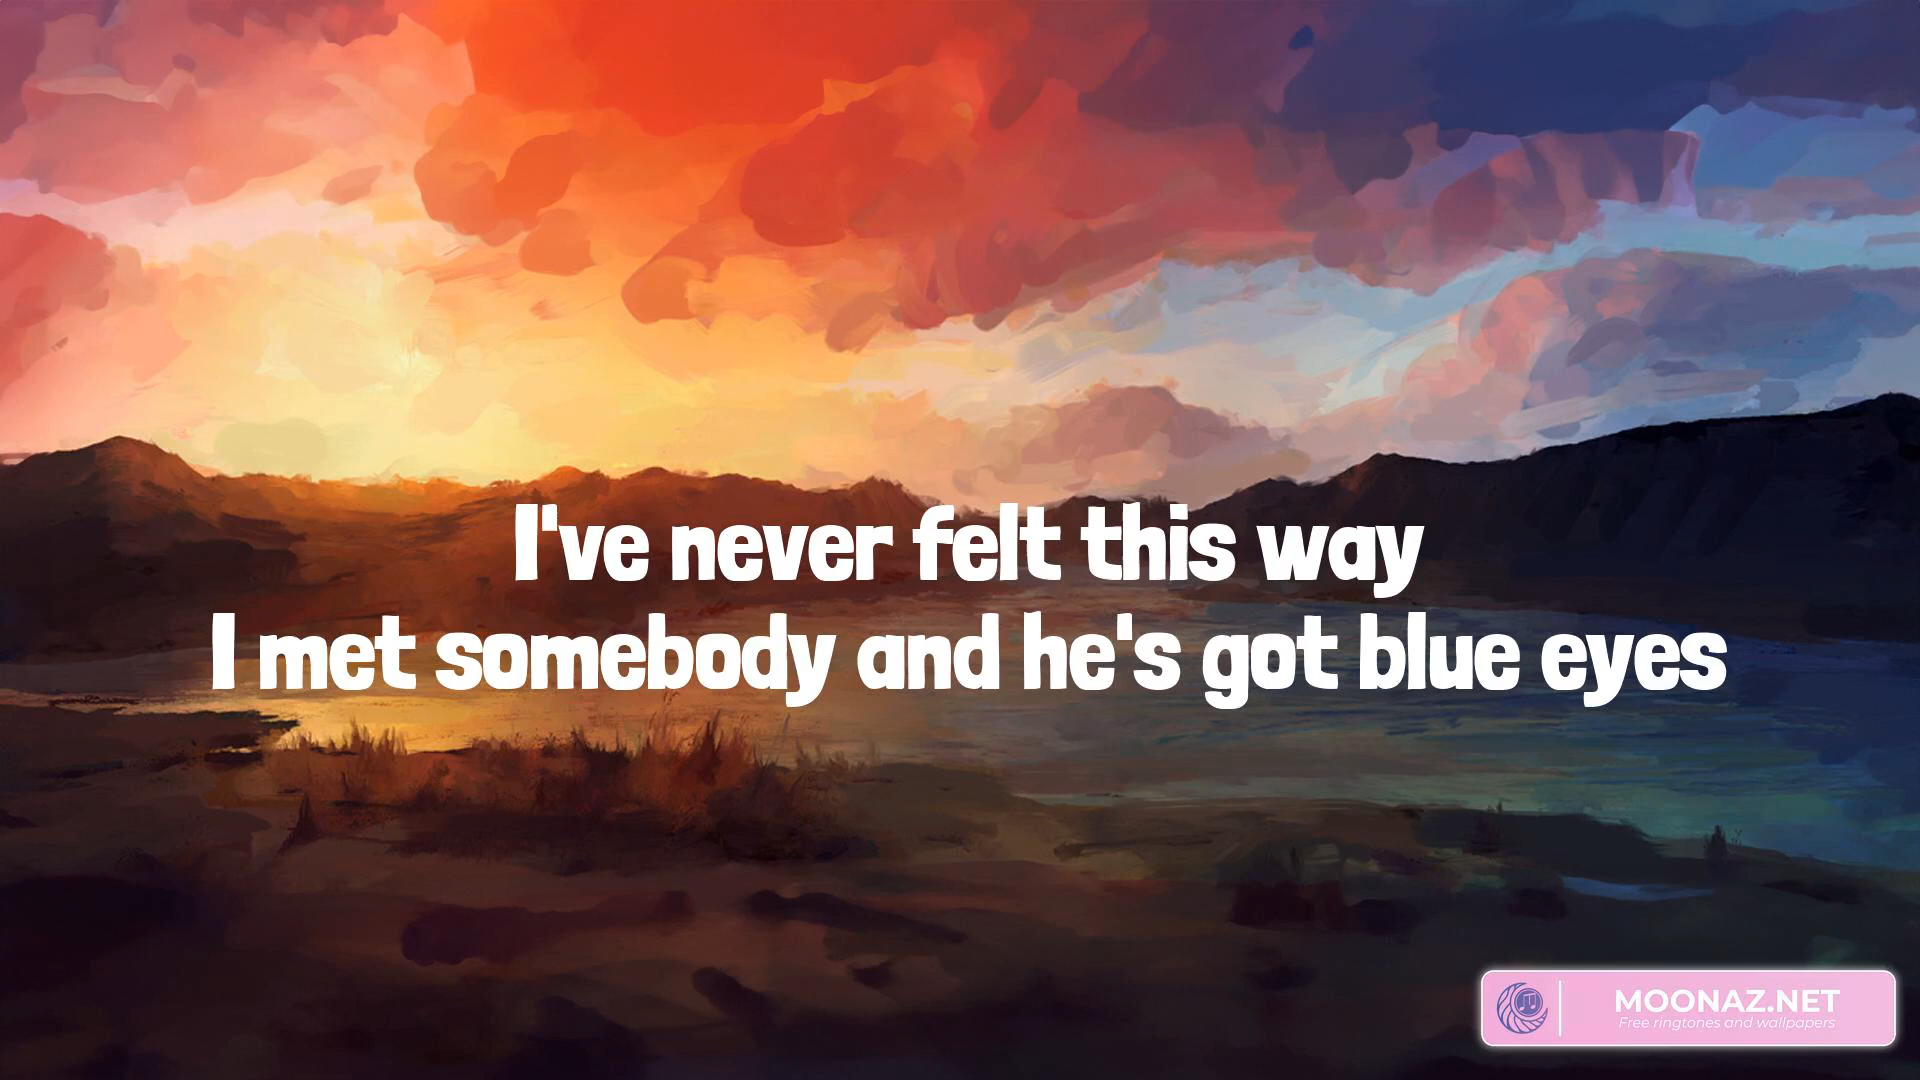 I've never felt this way
I met somebody and he's got blue eyes
MOONAZ.NET
Free ringtones and wallpapers